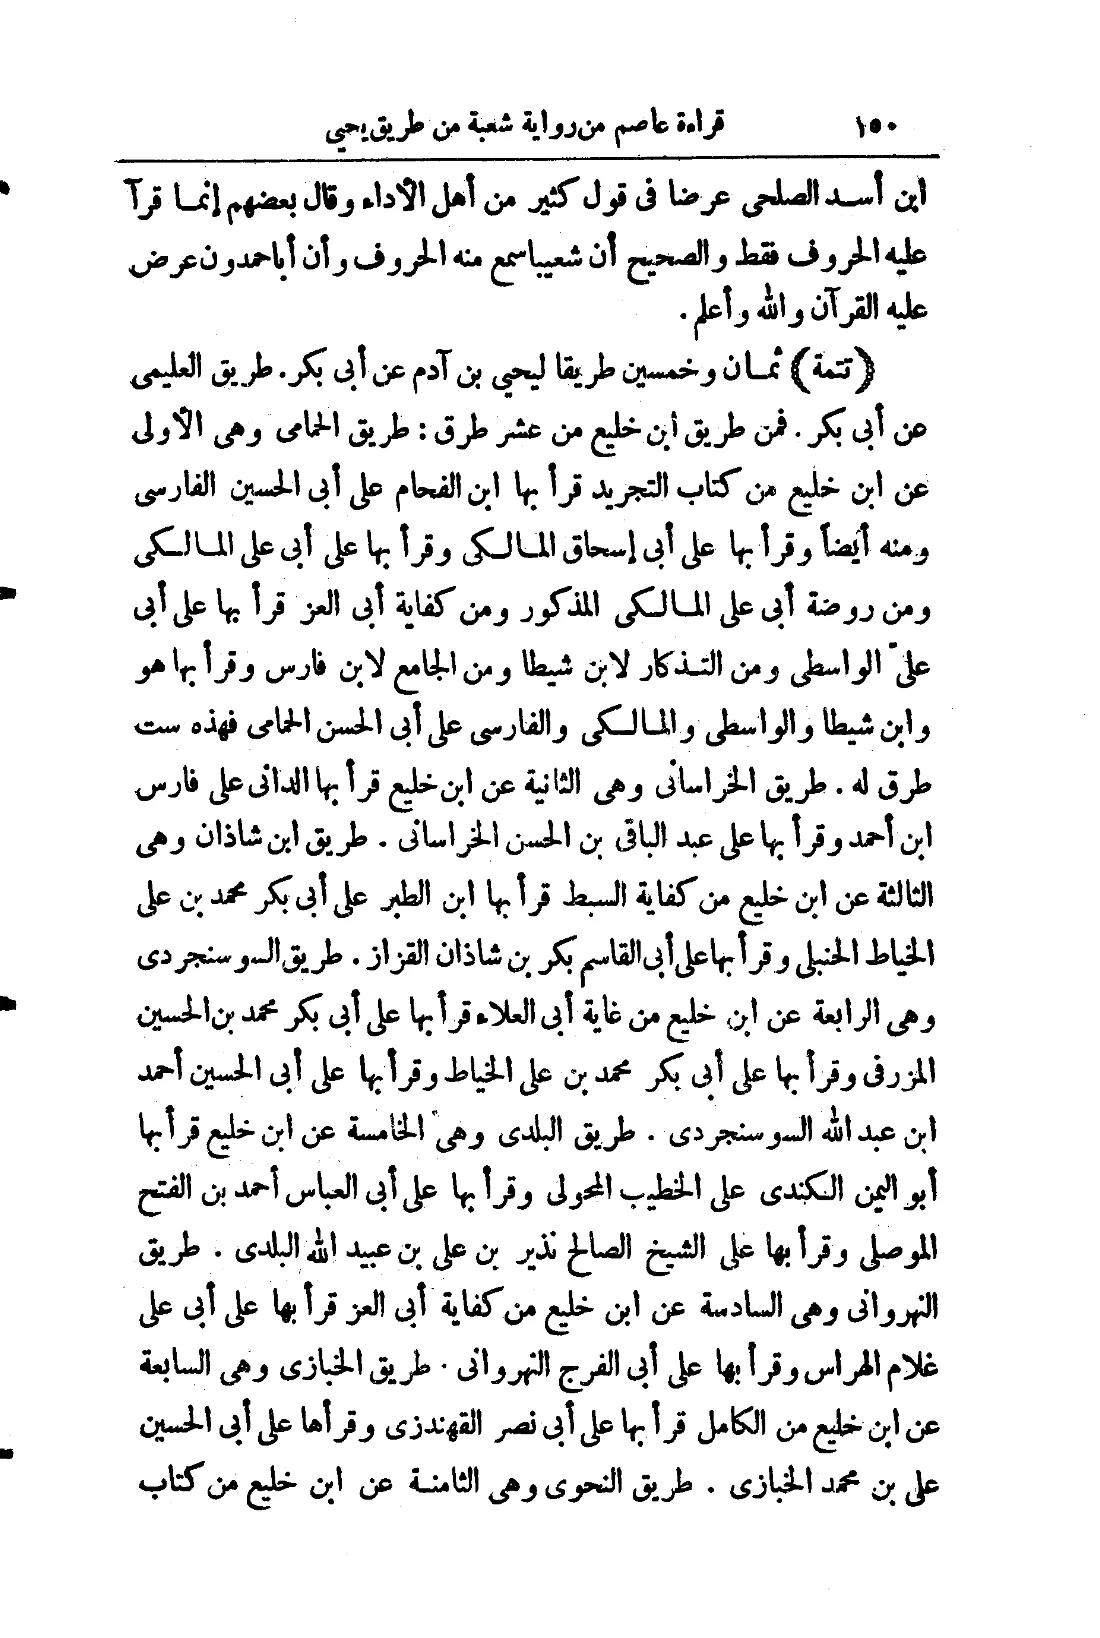 ١٥٠ قراءة عاصم من رواية شعبة من طريق يحيي
ابن أسد الصلحى عرضا فى قول كثير من أهل الأداء وقال بعضهم إنما قرآ
عليه الحروف فقط والصحيح أن شعيبا سمع منه الحروف وأن أباحمدون عرض
عليه القرآن والله وأعلم .
( تتمة ) ثمان وخمسين طريقا ليحيي بن آدم عن أبى بكر . طريق العليمى
عن أبى بكر . فمن طريق ابن خليع من عشر طرق : طريق الحمامى وهى الأولى
عن ابن خليع من كتاب التجريد قرأ بها ابن الفحام على أبى الحسين الفارسى
ومنه أيضاً وقرأ بها على أبى إسحاق المالكى وقرأ بها على أبى على المالكى
ومن روضة أبى على المالكى المذكور ومن كفاية أبى العز قرأ بها على أبى
على الواسطى ومن التذكار لابن شيطا ومن الجامع لابن فارس وقرأ بها هو
وابن شيطا والواسطى والمالكى والفارسى على أبى الحسن الحمامى فهذه ست
طرق له . طريق الخراسانى وهى الثانية عن ابن خليع قرأ بها الدانى على فارس
ابن أحمد وقرأ بها على عبد الباقى بن الحسن الخراسانى . طريق ابن شاذان وهى
الثالثة عن ابن خليع من كفاية السبط قرأ بها ابن الطبر على أبى بكر محمد بن على
الخياط الحنبلى وقرأ بها على أبى القاسم بكر بن شاذان القزاز . طريق السوسنجردى
وهى الرابعة عن ابن خليع من غاية أبى العلاء قرأ بها على أبى بكر محمد بن الحسين
المزرفى وقرأ بها على أبى بكر محمد بن على الخياط وقرأ بها على أبى الحسين أحمد
ابن عبد الله السوسنجردى . طريق البلدى وهى الخامسة عن ابن خليع قرأ بها
أبو اليمن الكندى على الخطيب المحولى وقرأ بها على أبى العباس أحمد بن الفتح
الموصلى وقرأ بها على الشيخ الصالح نذير بن على بن عبيد الله البلدى . طريق
النهروانى وهى السادسة عن ابن خليع من كفاية أبى العز قرأ بها على أبى على
غلام الهراس وقرأ بها على أبى الفرج النهروانى . طريق الخبازى وهى السابعة
عن ابن خليع من الكامل قرأ بها على أبى نصر القهندزى وقرأها على أبى الحسين
على بن محمد الخبازى . طريق النحوى وهى الثامنة عن ابن خليع من كتاب